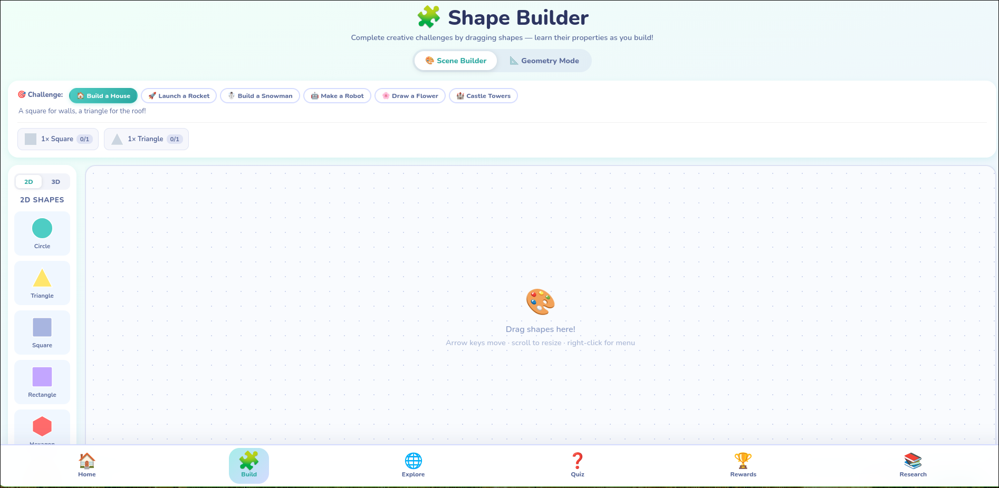 Shape Builder
Complete creative challenges by dragging shapes — learn their properties as you build!
Scene Builder
Geometry Mode
Challenge:
Build a House
Launch a Rocket
Build a Snowman
Make a Robot
Draw a Flower
Castle Towers
A square for walls, a triangle for the roof!
1× Square 0/1
1× Triangle 0/1
2D
3D
2D SHAPES
Circle
Triangle
Square
Rectangle
Hexagon
Drag shapes here!
Arrow keys move · scroll to resize · right-click for menu
Home
Build
Explore
Quiz
Rewards
Research